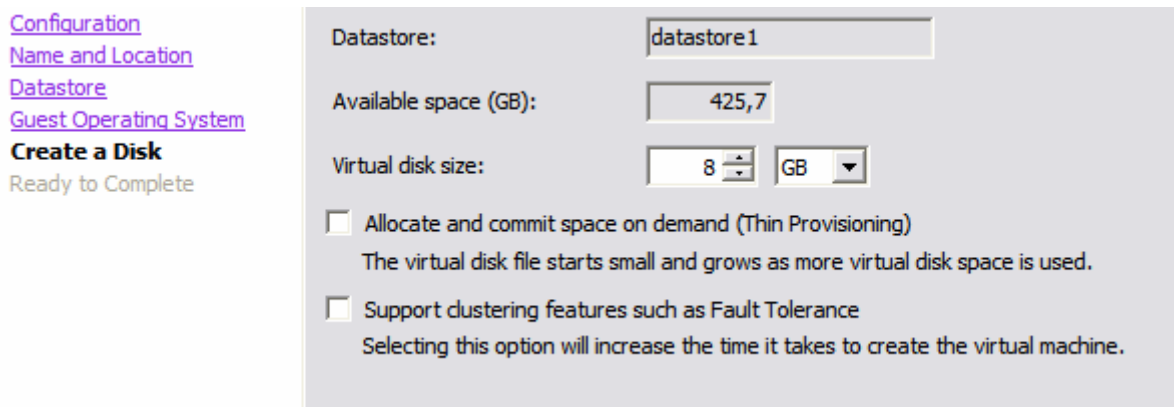 Configuration
Name and Location
Datastore
Guest Operating System
Create a Disk
Ready to Complete
Datastore: datastore1
Available space (GB): 425,7
Virtual disk size: 8 GB
Allocate and commit space on demand (Thin Provisioning)
The virtual disk file starts small and grows as more virtual disk space is used.
Support clustering features such as Fault Tolerance
Selecting this option will increase the time it takes to create the virtual machine.